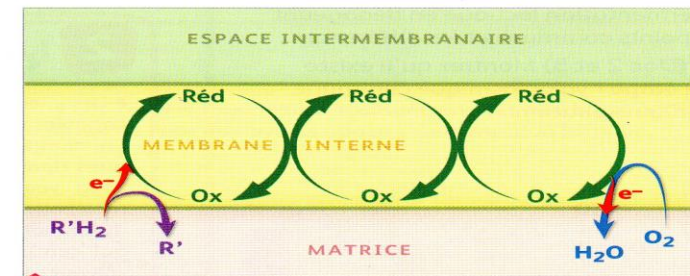 ESPACE INTERMEMBRANAIRE
Réd Réd Réd
MEMBRANE INTERNE
e⁻ e⁻
Ox Ox Ox
R'H₂ R' MATRICE H₂O O₂